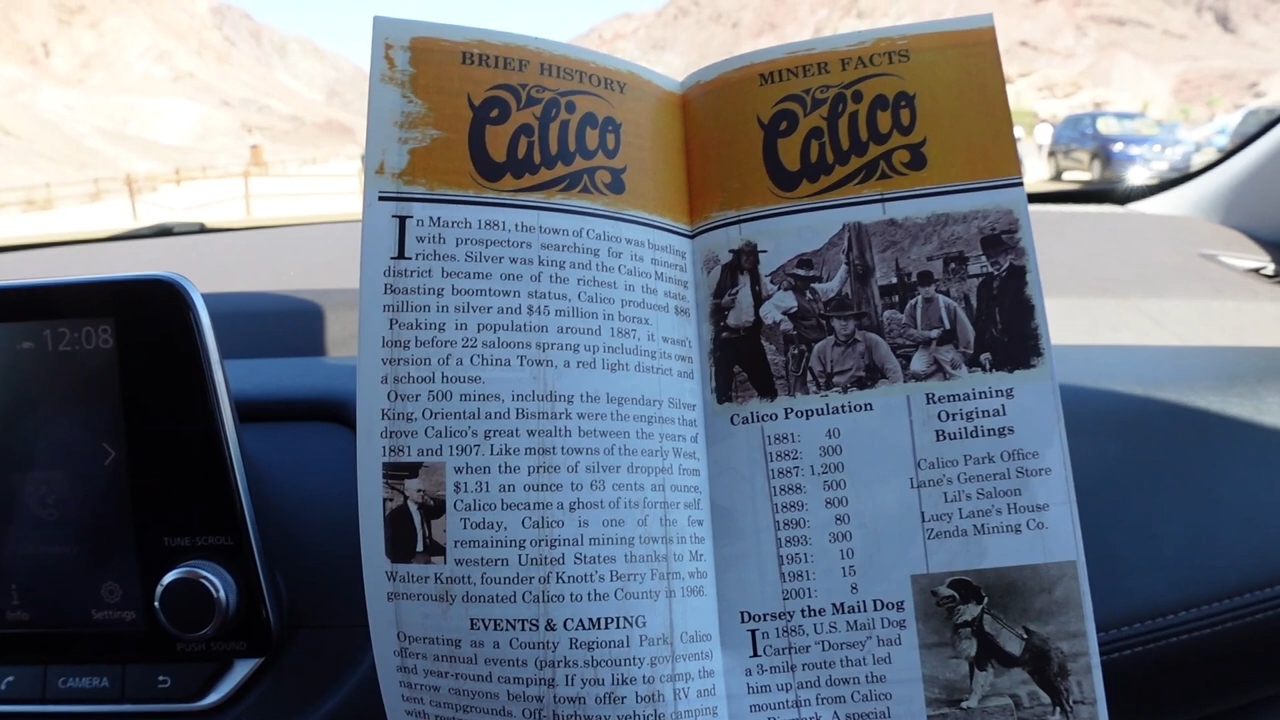 BRIEF HISTORY
Calico
In March 1881, the town of Calico was bustling
with prospectors searching for its mineral
riches. Silver was king and the Calico Mining
district became one of the richest in the state.
Boasting boomtown status, Calico produced $86
million in silver and $45 million in borax.
Peaking in population around 1887, it wasn't
long before 22 saloons sprang up including its own
version of a China Town, a red light district and
a school house.
Over 500 mines, including the legendary Silver
King, Oriental and Bismark were the engines that
drove Calico's great wealth between the years of
1881 and 1907. Like most towns of the early West,
when the price of silver dropped from
$1.31 an ounce to 63 cents an ounce,
Calico became a ghost of its former self.
Today, Calico is one of the few
remaining original mining towns in the
western United States thanks to Mr.
Walter Knott, founder of Knott's Berry Farm, who
generously donated Calico to the County in 1966.
EVENTS & CAMPING
Operating as a County Regional Park, Calico
offers annual events (parks.sbcounty.gov/events)
and year-round camping. If you like to camp, the
narrow canyons below town offer both RV and
tent campgrounds. Off-highway vehicle camping
MINER FACTS
Calico
Calico Population
1881: 40
1882: 300
1887: 1,200
1888: 500
1889: 800
1890: 80
1893: 300
1951: 10
1981: 15
2001: 8
Remaining
Original
Buildings
Calico Park Office
Lane's General Store
Lil's Saloon
Lucy Lane's House
Zenda Mining Co.
Dorsey the Mail Dog
In 1885, U.S. Mail Dog
Carrier "Dorsey" had
a 3-mile route that led
him up and down the
mountain from Calico
A special
12:08
TUNE·SCROLL
Info
Settings
PUSH SOUND
CAMERA